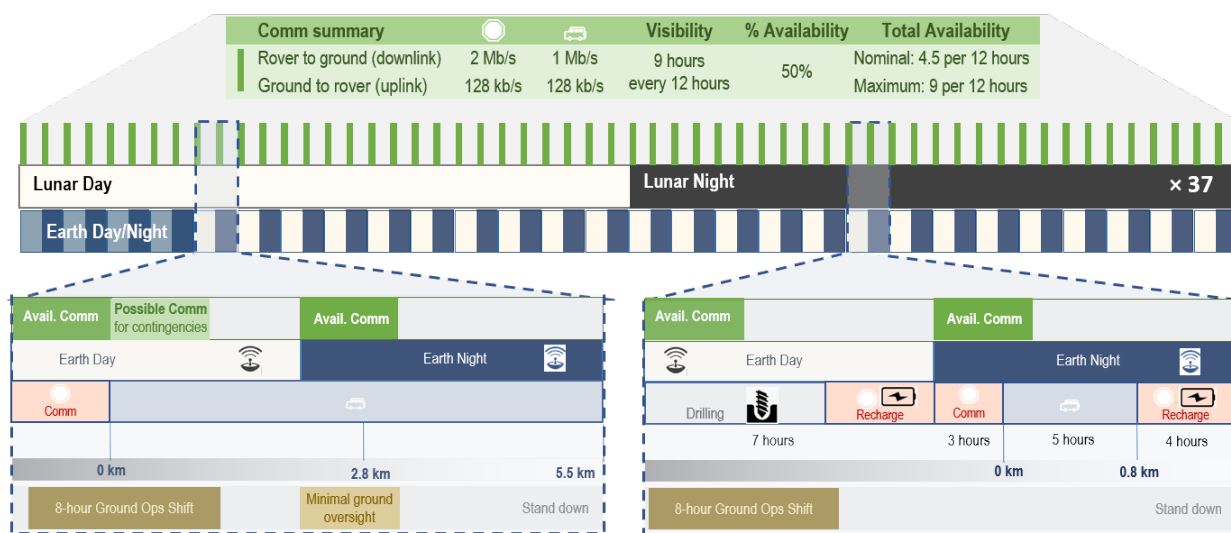 Comm summary Visibility % Availability Total Availability
Rover to ground (downlink) 2 Mb/s 1 Mb/s 9 hours every 12 hours 50% Nominal: 4.5 per 12 hours
Ground to rover (uplink) 128 kb/s 128 kb/s Maximum: 9 per 12 hours
Lunar Day Lunar Night × 37
Earth Day/Night
Avail. Comm
Possible Comm
for contingencies
Avail. Comm
Earth Day
Earth Night
Comm
0 km
2.8 km
5.5 km
8-hour Ground Ops Shift
Minimal ground
oversight
Stand down
Avail. Comm
Avail. Comm
Earth Day
Earth Night
Drilling
Recharge
Comm
Recharge
7 hours
3 hours
5 hours
4 hours
0 km
0.8 km
8-hour Ground Ops Shift
Stand down